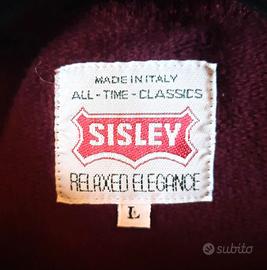 MADE IN ITALY
ALL-TIME-CLASSICS
SISLEY
RELAXED ELEGANCE
L
subito